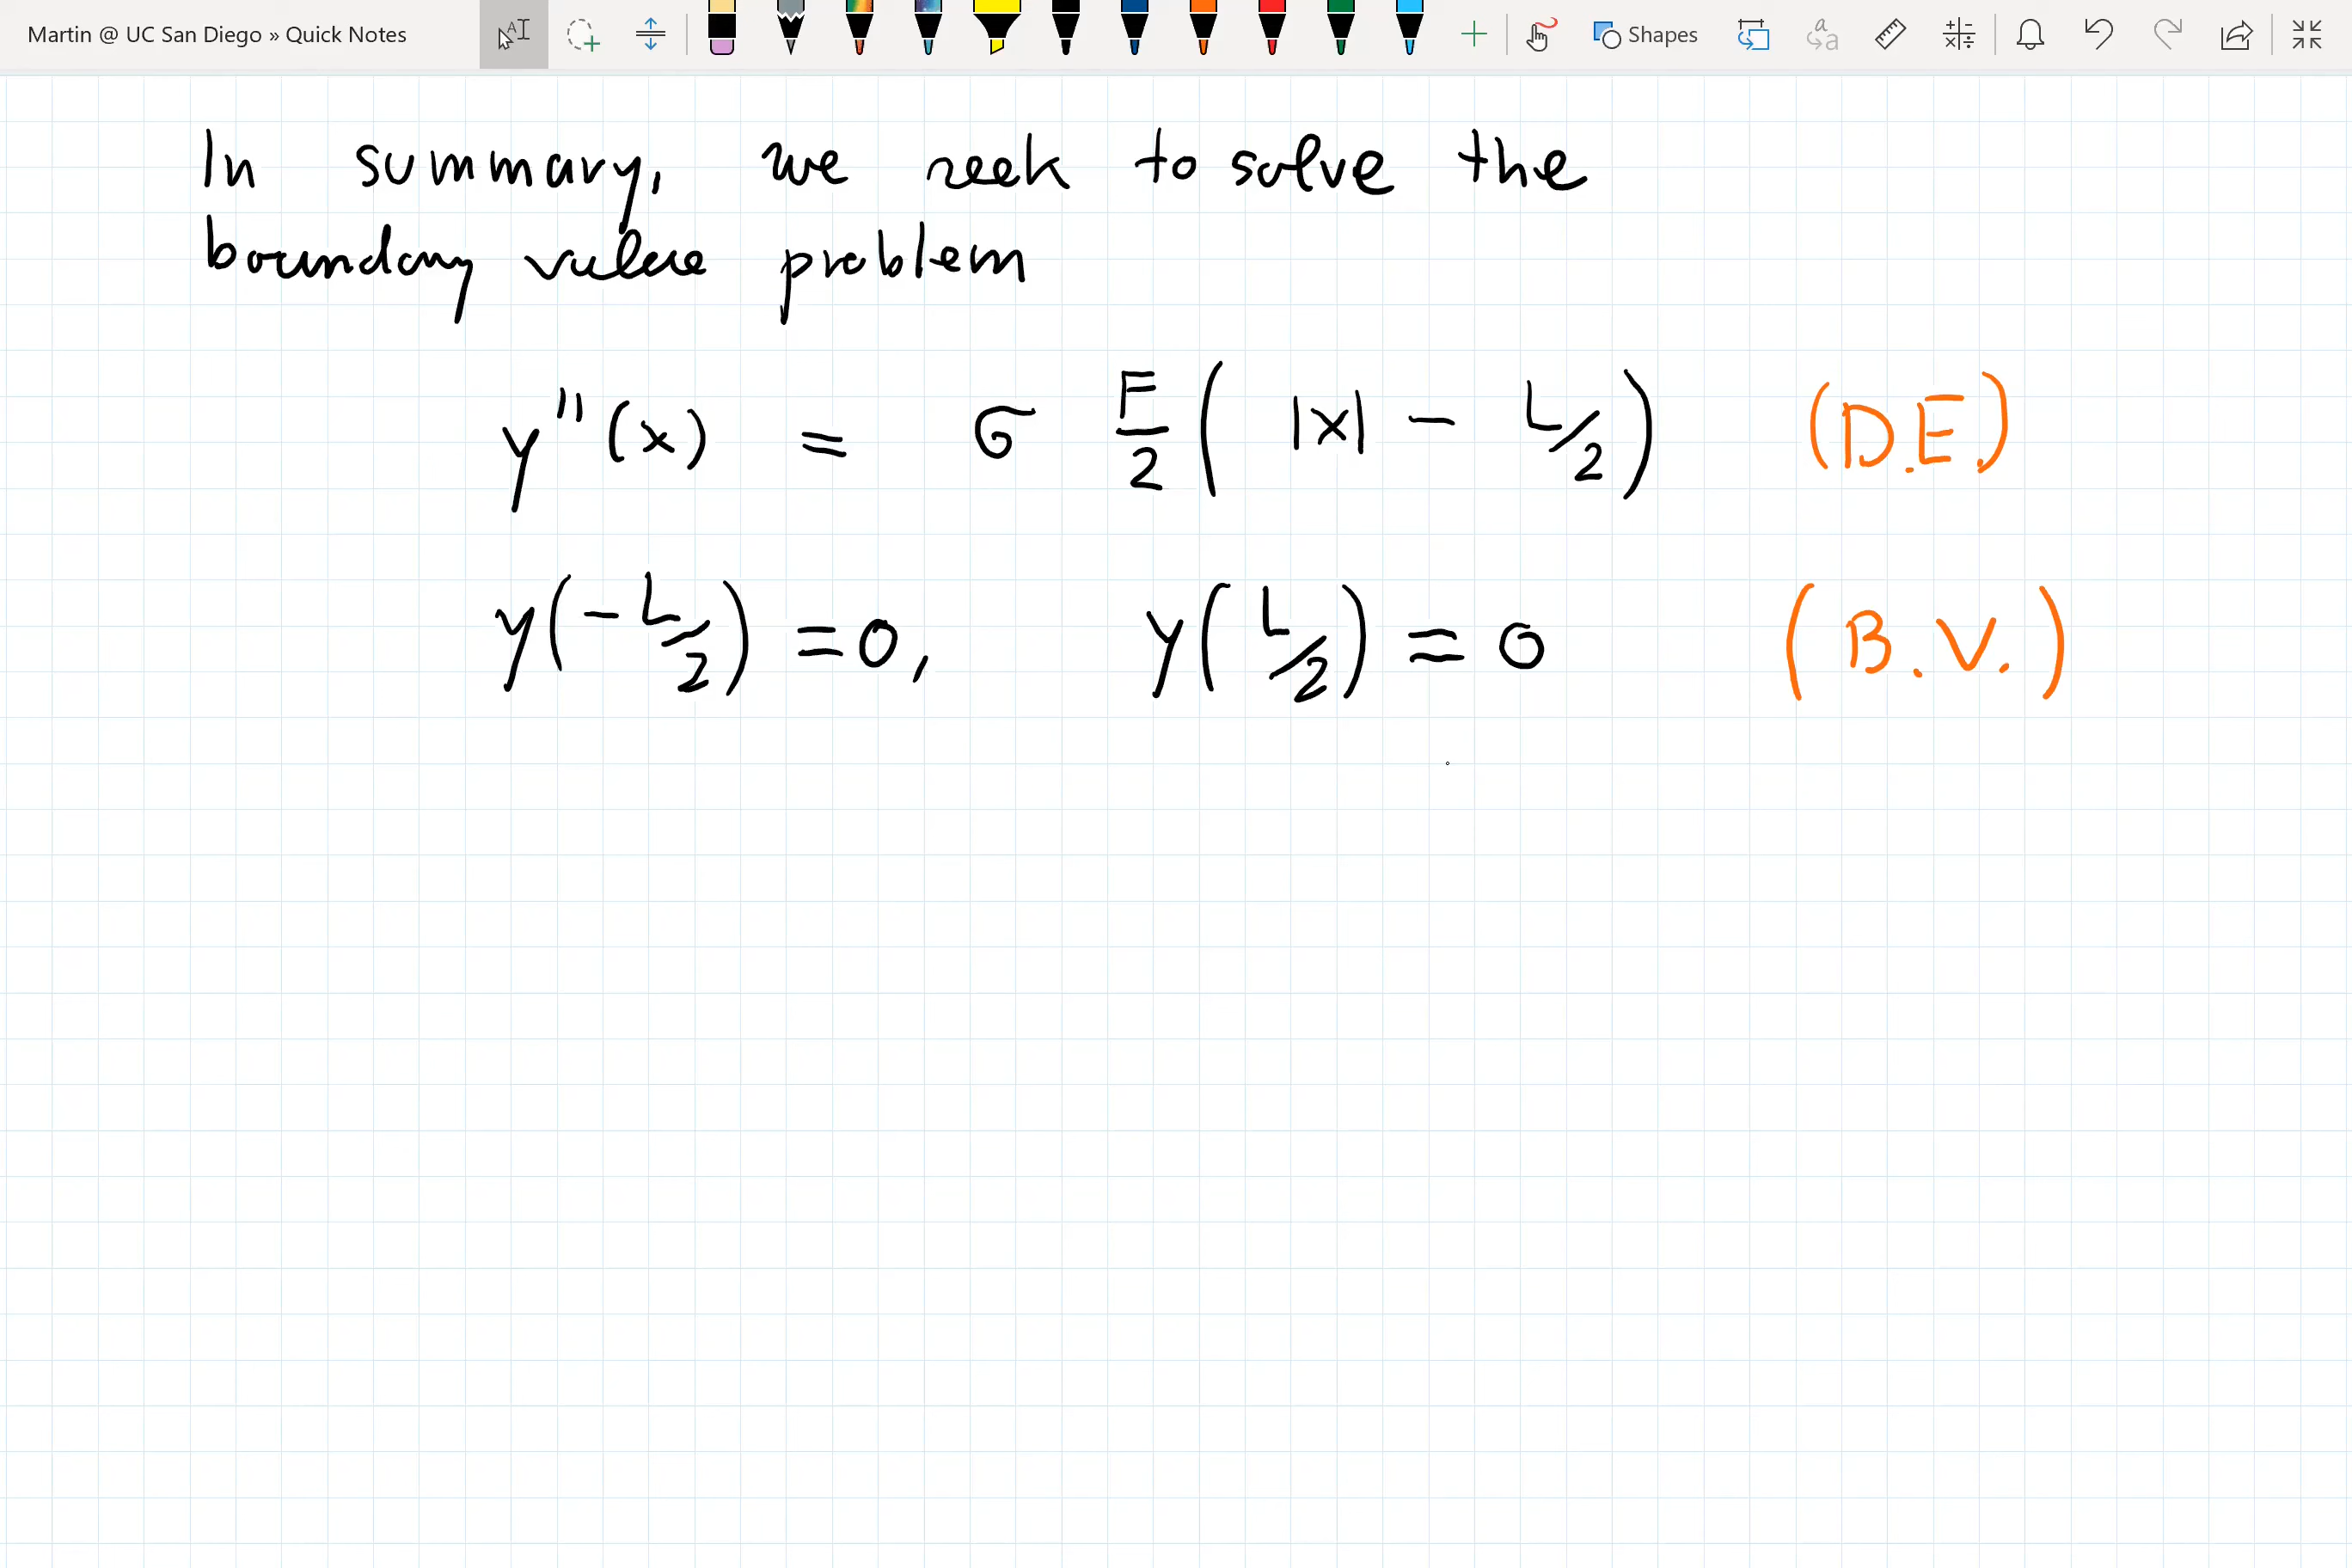 Martin @ UC San Diego » Quick Notes
Shapes
In summary, we seek to solve the
boundary value problem
y''(x) = σ F/2 ( |x| − L/2 ) (D.E.)
y(−L/2) = 0, y(L/2) = 0 (B.V.)